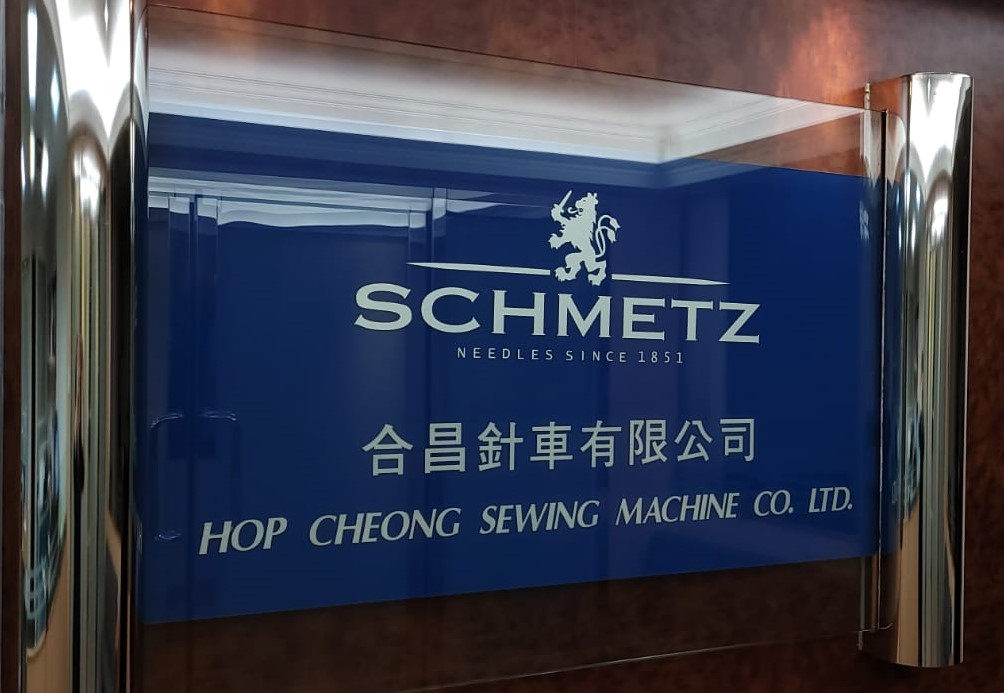 SCHMETZ
NEEDLES SINCE 1851
合昌針車有限公司
HOP CHEONG SEWING MACHINE CO. LTD.